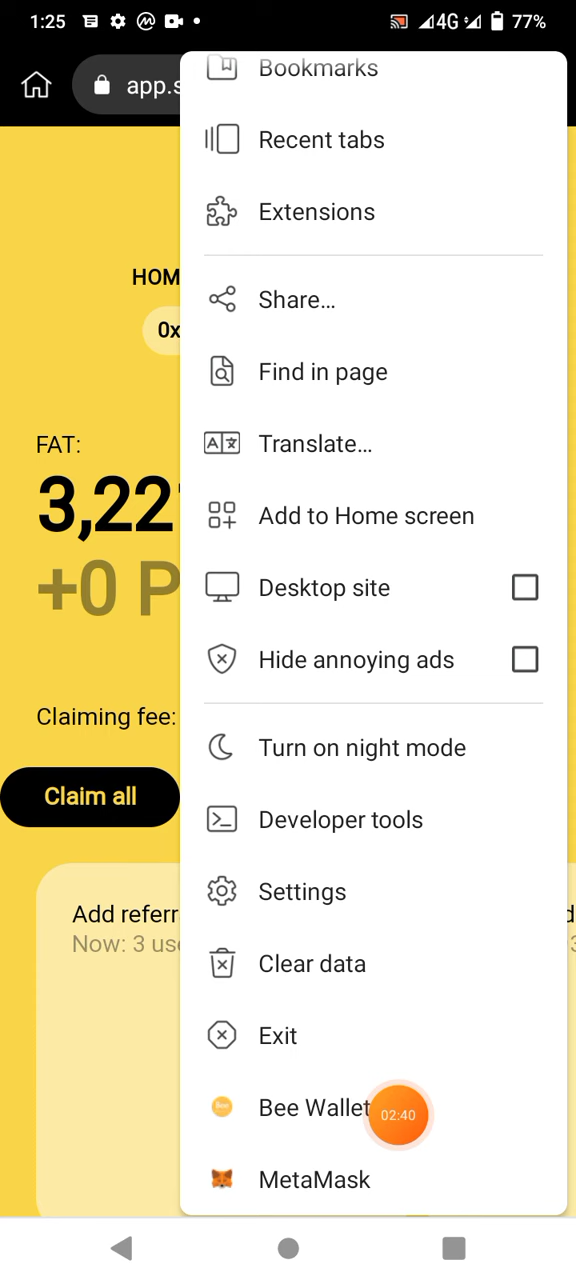 1:25
4G
77%
app.s
Bookmarks
Recent tabs
Extensions
HOM
0x
Share…
Find in page
FAT:
Translate…
3,22
Add to Home screen
+0 P
Desktop site
Hide annoying ads
Claiming fee:
Turn on night mode
Claim all
Developer tools
Settings
Add referr
Now: 3 use
Clear data
Exit
Bee Wallet
02:40
MetaMask